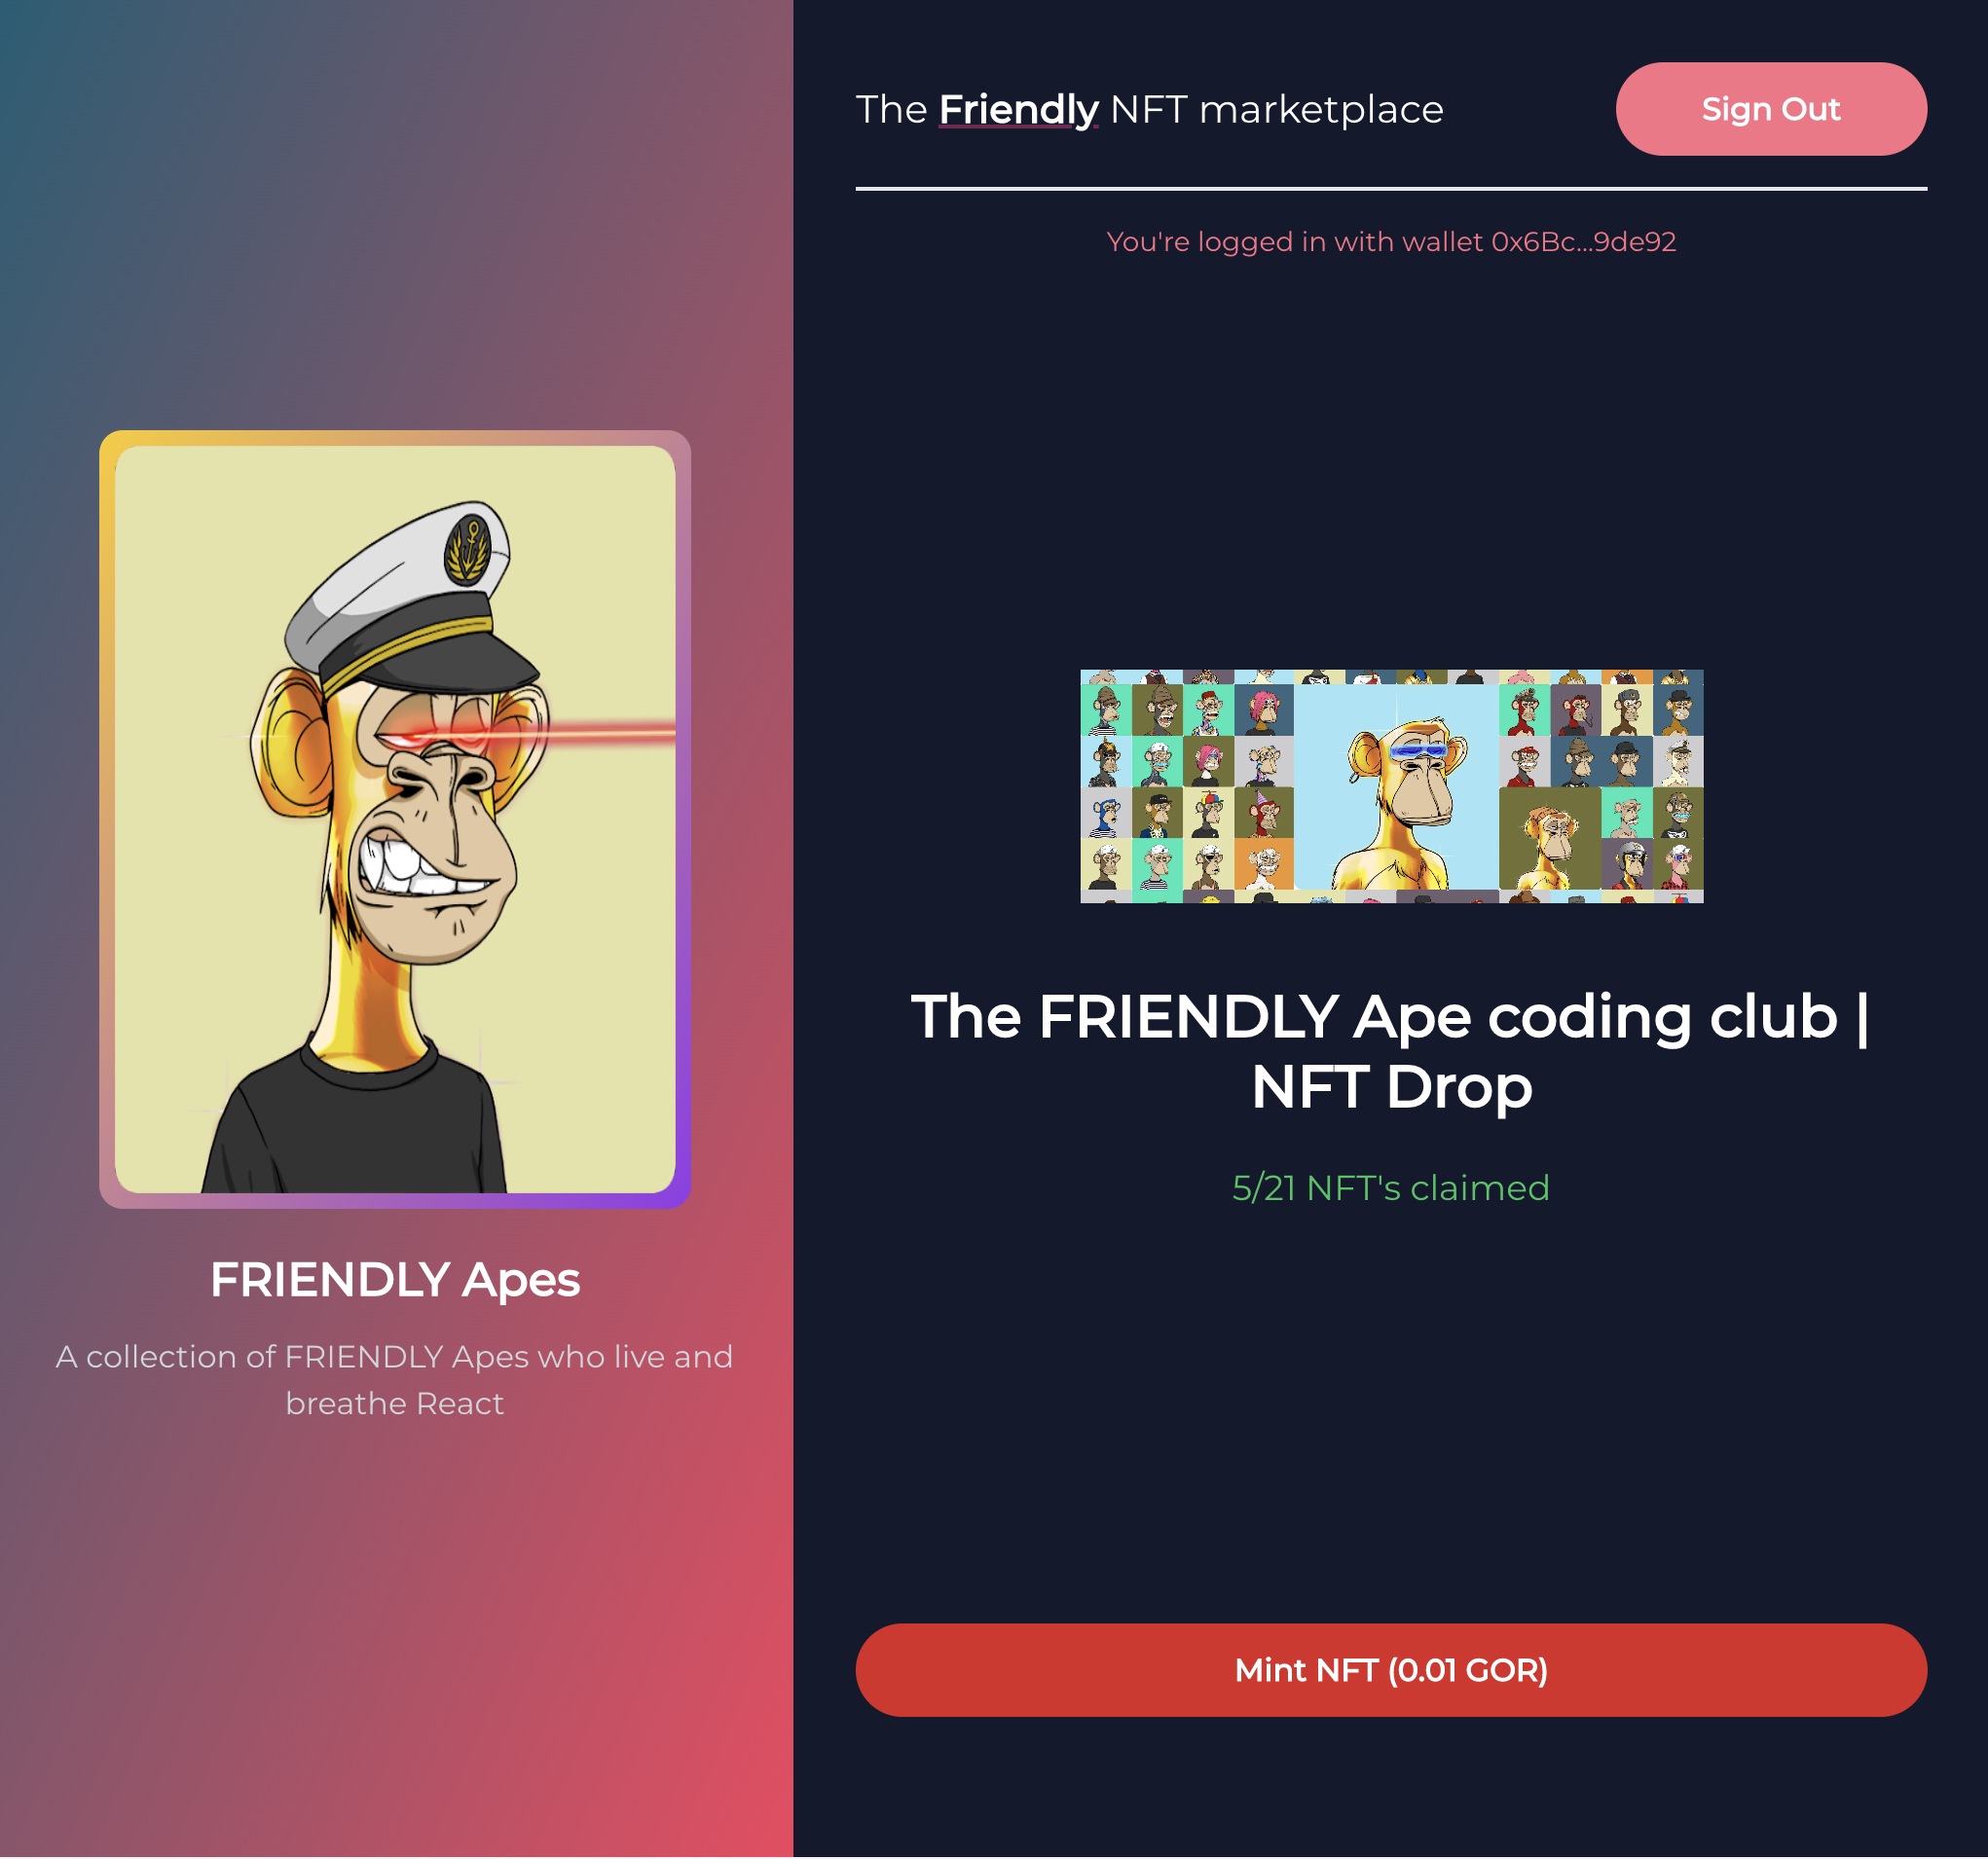 FRIENDLY Apes
A collection of FRIENDLY Apes who live and
breathe React
The Friendly NFT marketplace
Sign Out
You're logged in with wallet 0x6Bc...9de92
The FRIENDLY Ape coding club |
NFT Drop
5/21 NFT's claimed
Mint NFT (0.01 GOR)